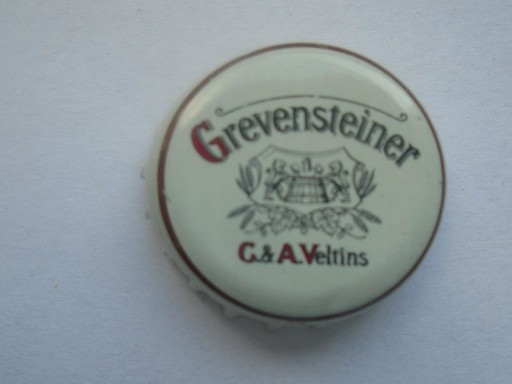 Grevensteiner
C. & A. Veltins